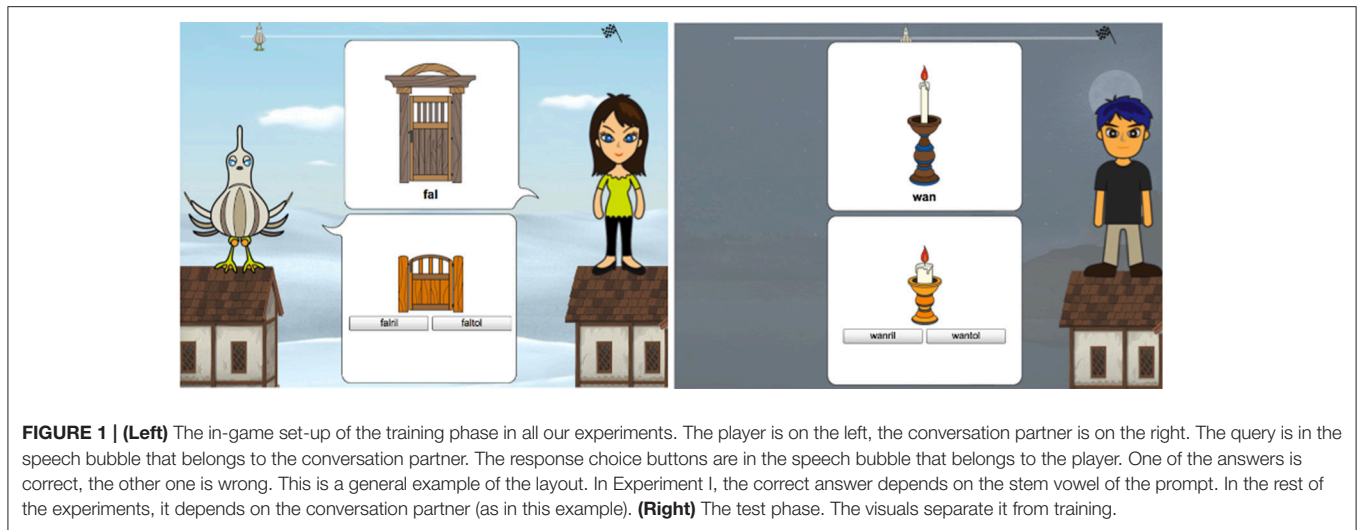 fal
falril faltol
wan
wanril wantol
FIGURE 1 | (Left) The in-game set-up of the training phase in all our experiments. The player is on the left, the conversation partner is on the right. The query is in the
speech bubble that belongs to the conversation partner. The response choice buttons are in the speech bubble that belongs to the player. One of the answers is
correct, the other one is wrong. This is a general example of the layout. In Experiment I, the correct answer depends on the stem vowel of the prompt. In the rest of
the experiments, it depends on the conversation partner (as in this example). (Right) The test phase. The visuals separate it from training.